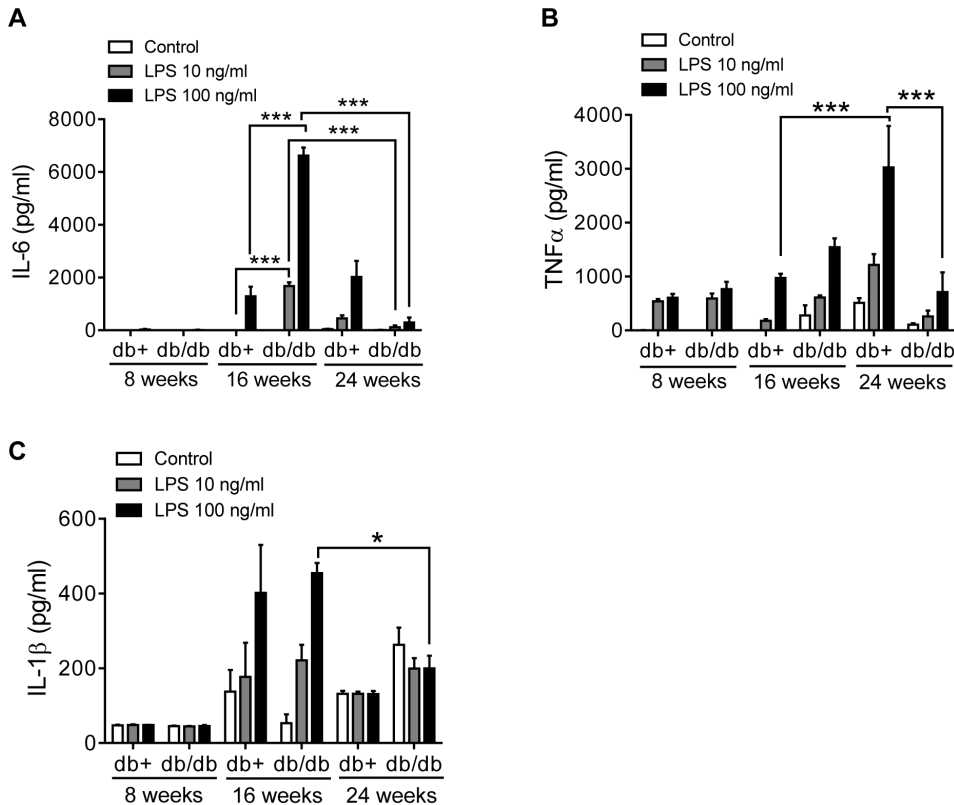 A
Control
LPS 10 ng/ml
LPS 100 ng/ml
IL-6 (pg/ml)
8000
6000
4000
2000
0
***
***
***
***
db+ db/db db+ db/db db+ db/db
8 weeks 16 weeks 24 weeks
B
Control
LPS 10 ng/ml
LPS 100 ng/ml
TNFα (pg/ml)
4000
3000
2000
1000
0
***
***
db+ db/db db+ db/db db+ db/db
8 weeks 16 weeks 24 weeks
C
Control
LPS 10 ng/ml
LPS 100 ng/ml
IL-1β (pg/ml)
600
400
200
0
*
db+ db/db db+ db/db db+ db/db
8 weeks 16 weeks 24 weeks